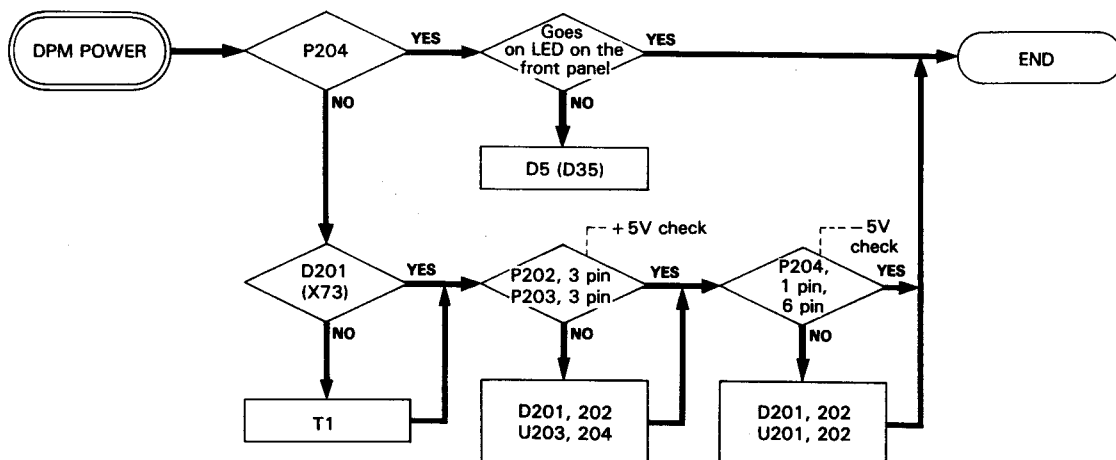 DPM POWER
P204
YES
Goes
on LED on the
front panel
YES
END
NO
NO
D5 (D35)
+5V check
-5V
check
D201
(X73)
YES
P202, 3 pin
P203, 3 pin
YES
P204,
1 pin,
6 pin
YES
NO
NO
NO
T1
D201, 202
U203, 204
D201, 202
U201, 202